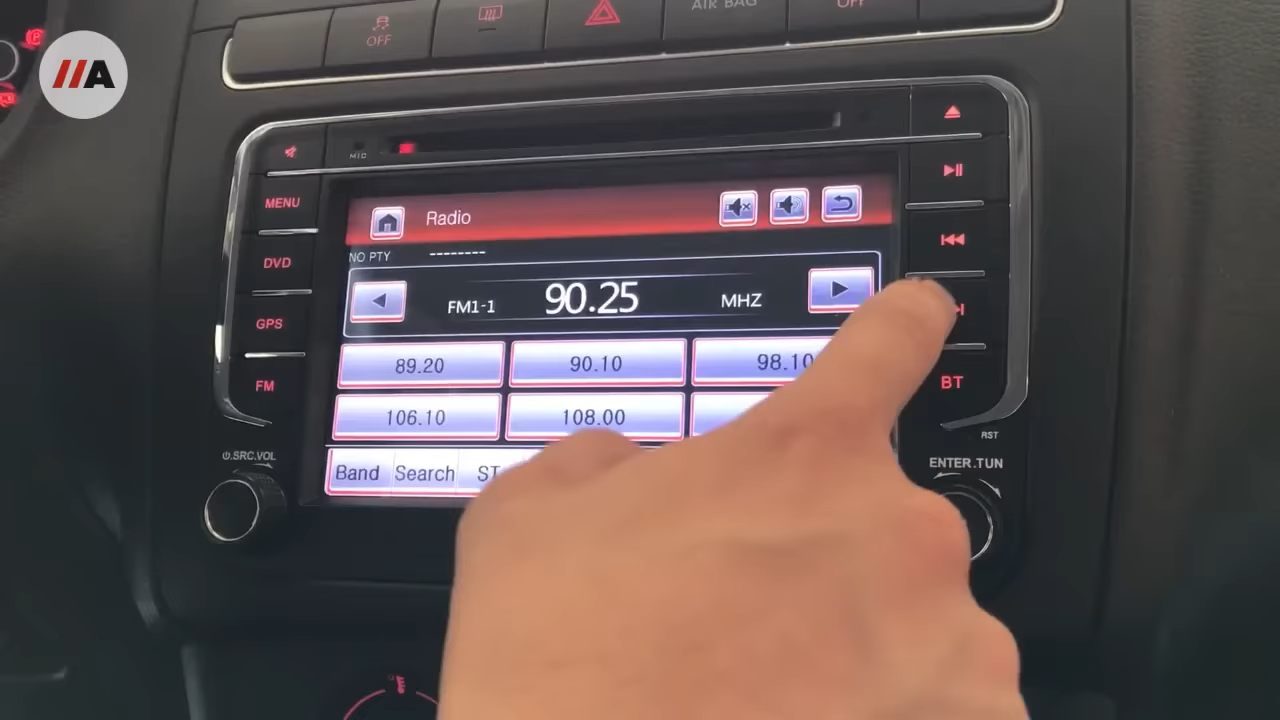 OFF
AIR BAG
OFF
//A
MIC
MENU
DVD
GPS
FM
Radio
NO PTY --------
FM1-1 90.25 MHZ
89.20 90.10 98.10
106.10 108.00
Band Search ST
BT
RST
SRC.VOL
ENTER.TUN